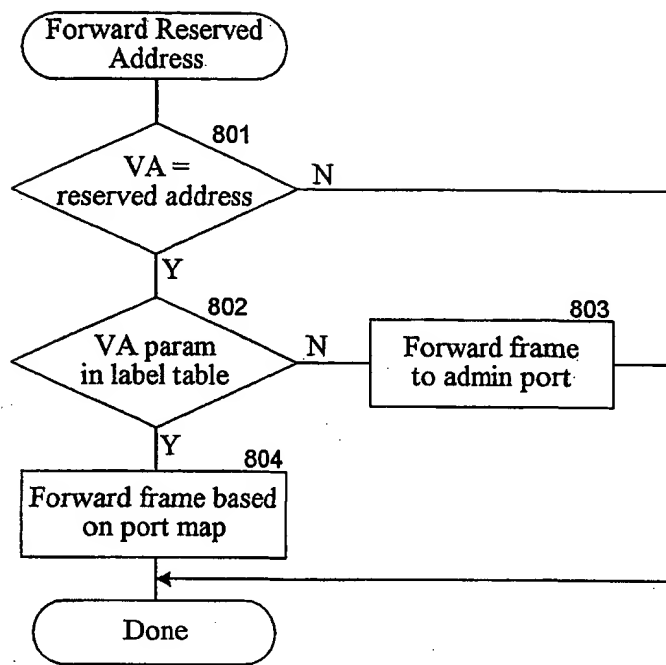 Forward Reserved
Address
801
VA =
reserved address
N
Y
802
VA param
in label table
N
803
Forward frame
to admin port
Y
804
Forward frame based
on port map
Done